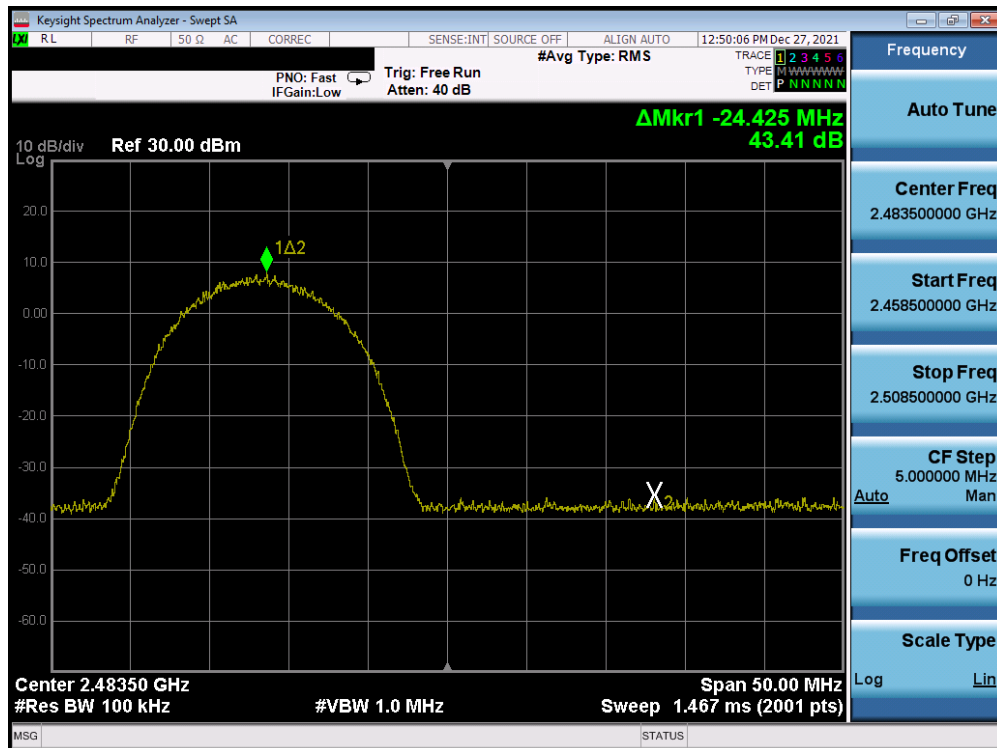 Keysight Spectrum Analyzer - Swept SA
LXI RL RF 50 Ω AC CORREC SENSE:INT SOURCE OFF ALIGN AUTO 12:50:06 PM Dec 27, 2021
PNO: Fast
IFGain:Low
Trig: Free Run
Atten: 40 dB
#Avg Type: RMS
TRACE 1 2 3 4 5 6
TYPE M WWWWWW
DET P N N N N N
ΔMkr1 -24.425 MHz
43.41 dB
10 dB/div
Log
Ref 30.00 dBm
20.0
10.0
0.00
-10.0
-20.0
-30.0
-40.0
-50.0
-60.0
1Δ2
X2
Center 2.48350 GHz
Span 50.00 MHz
#Res BW 100 kHz
#VBW 1.0 MHz
Sweep 1.467 ms (2001 pts)
MSG
STATUS
Frequency
Auto Tune
Center Freq
2.483500000 GHz
Start Freq
2.458500000 GHz
Stop Freq
2.508500000 GHz
CF Step
5.000000 MHz
Auto Man
Freq Offset
0 Hz
Scale Type
Log Lin